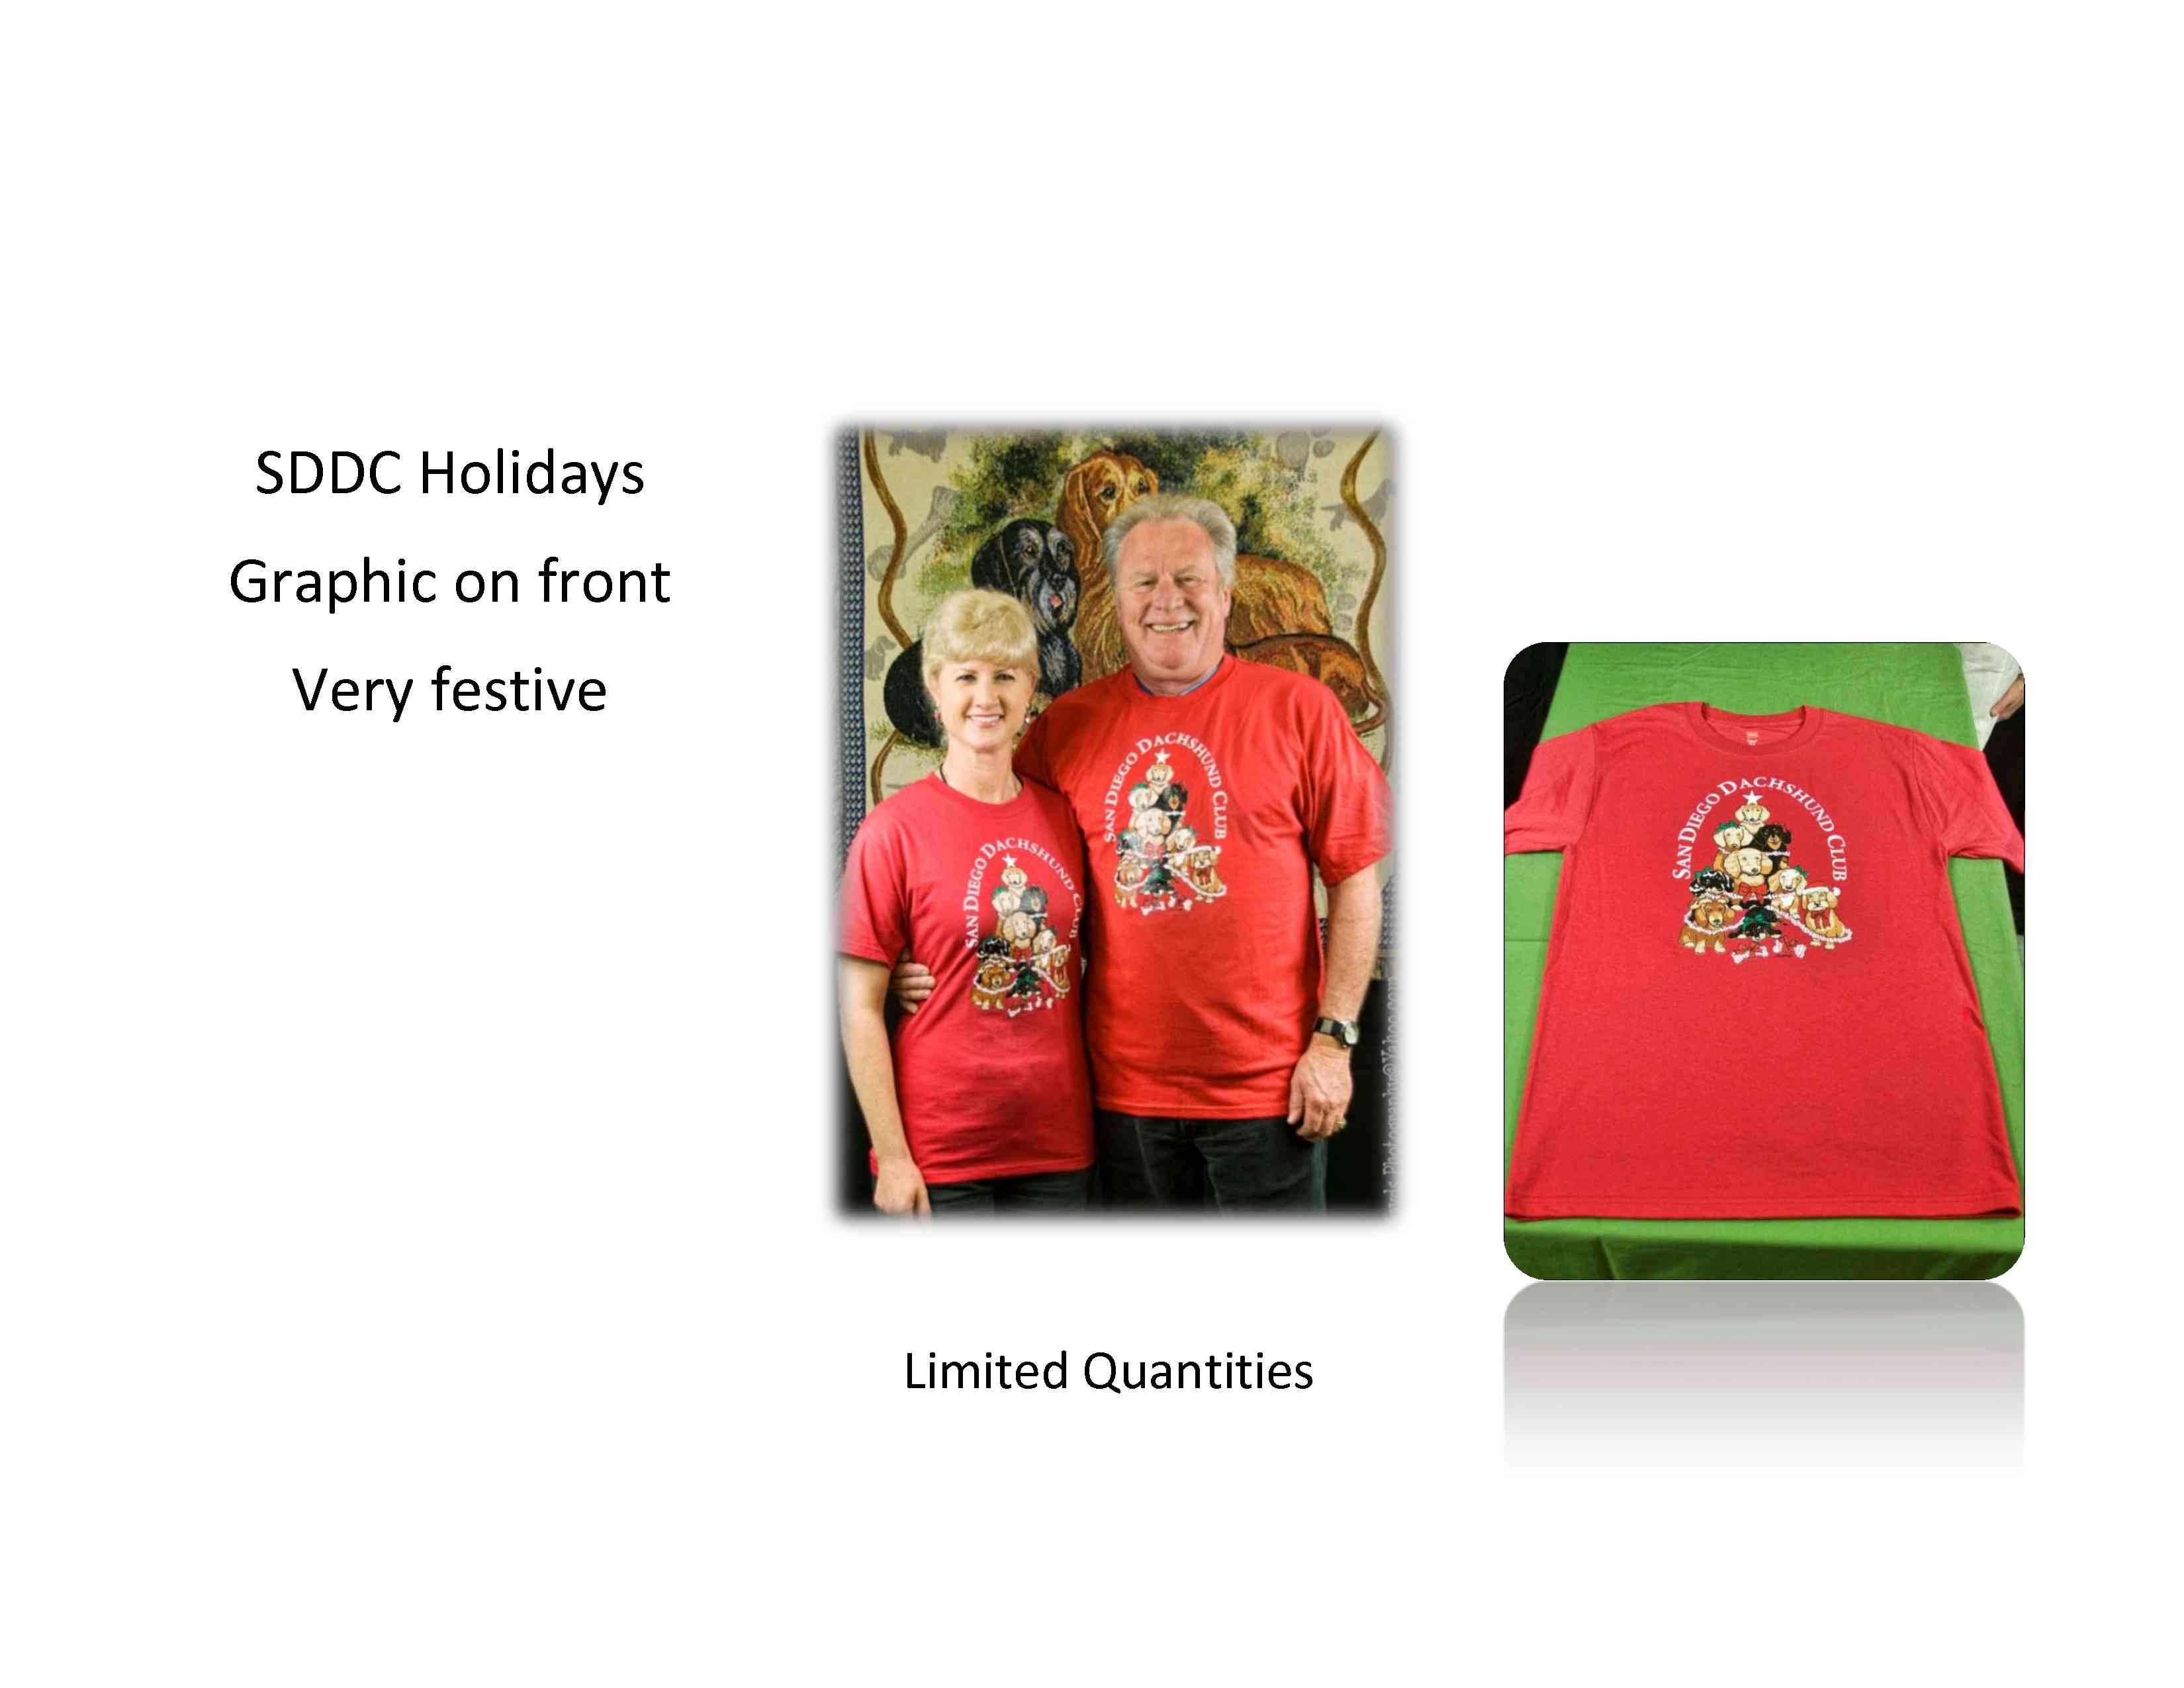 SDDC Holidays
Graphic on front
Very festive
SAN DIEGO DACHSHUND CLUB
SAN DIEGO DACHSHUND CLUB
SAN DIEGO DACHSHUND CLUB
Photography@Yahoo.com
Limited Quantities